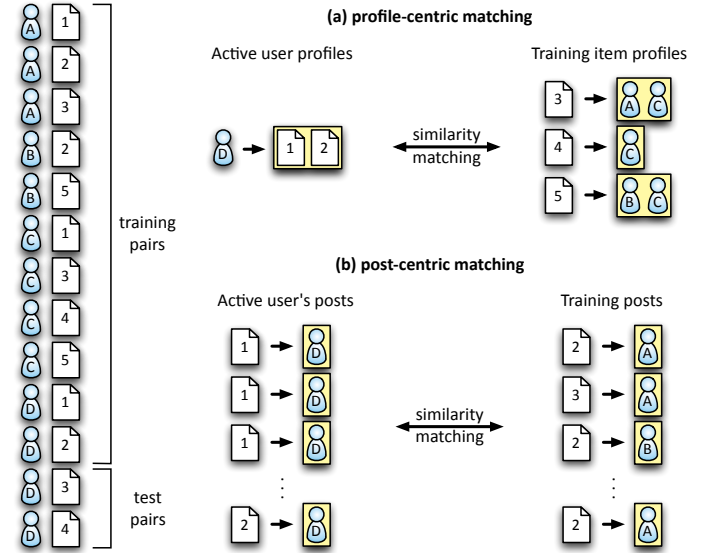 A 1
A 2
A 3
B 2
B 5
C 1
C 3
C 4
C 5
D 1
D 2
D 3
D 4
training
pairs
test
pairs
(a) profile-centric matching
Active user profiles
Training item profiles
D 1 2
similarity
matching
3 A C
4 C
5 B C
(b) post-centric matching
Active user's posts
Training posts
1 D
1 D
1 D
2 D
similarity
matching
2 A
3 A
2 B
2 A